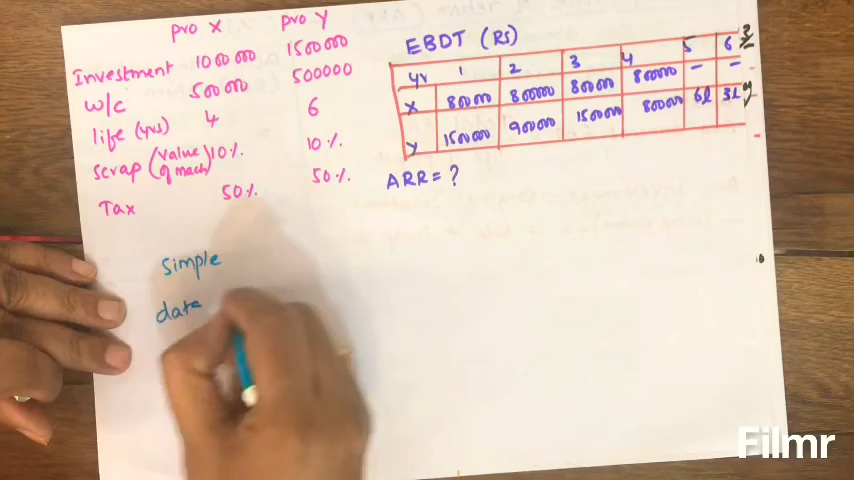 pro X pro Y
Investment 1000000 1500000
w/c 500000 500000
life (yrs) 4 6
scrap (value of mach) 10% 10%
Tax 50% 50%
EBDT (Rs)
yr 1 2 3 4 5 6
X 800000 800000 800000 800000 - -
Y 1500000 900000 1500000 800000 6l 3l
ARR = ?
simple
data
Filmr